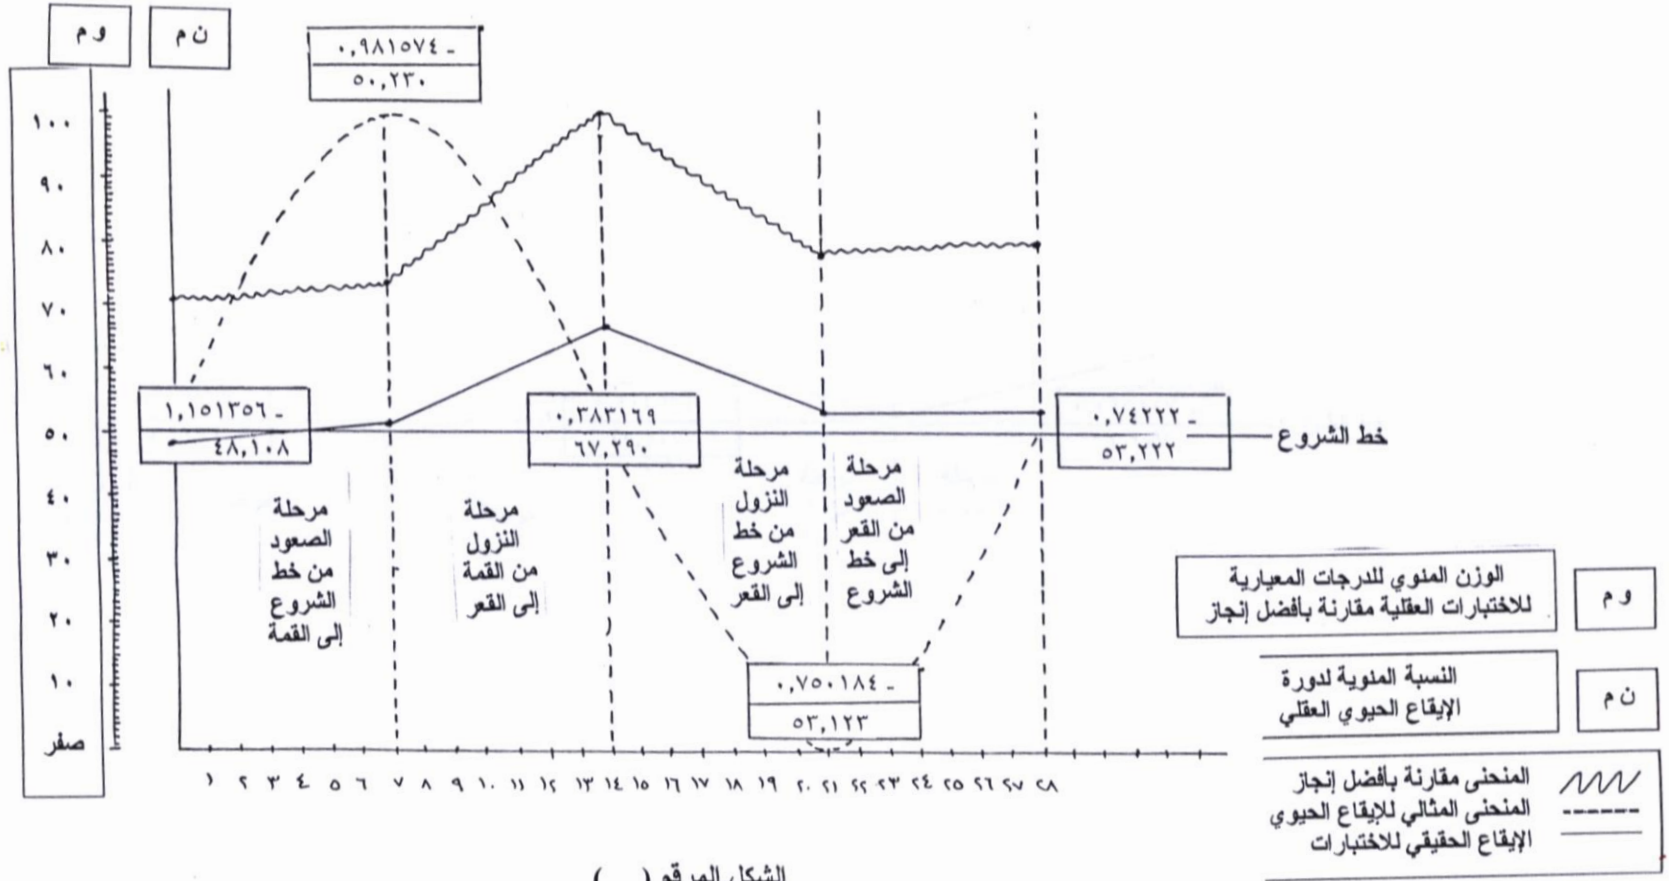 و م
ن م
٠,٩٨١٥٧٤ -
٥٠,٢٣٠
١٠٠
٩٠
٨٠
٧٠
٦٠
٥٠
٤٠
٣٠
٢٠
١٠
صفر
١,١٥١٣٥٦ -
٤٨,١٠٨
٠,٣٨٣١٦٩
٦٧,٢٩٠
٠,٧٤٢٢٢ -
٥٣,٢٢٢
خط الشروع
مرحلة
الصعود
من خط
الشروع
إلى القمة
مرحلة
النزول
من القمة
إلى القعر
مرحلة
النزول
من خط
الشروع
إلى القعر
مرحلة
الصعود
من القعر
إلى خط
الشروع
٠,٧٥٠١٨٤ -
٥٣,١٢٣
١ ٢ ٣ ٤ ٥ ٦ ٧ ٨ ٩ ١٠ ١١ ١٢ ١٣ ١٤ ١٥ ١٦ ١٧ ١٨ ١٩ ٢٠ ٢١ ٢٢ ٢٣ ٢٤ ٢٥ ٢٦ ٢٧ ٢٨
و م
الوزن المئوي للدرجات المعيارية
للاختبارات العقلية مقارنة بأفضل إنجاز
ن م
النسبة المئوية لدورة
الإيقاع الحيوي العقلي
المنحنى مقارنة بأفضل إنجاز
المنحنى المثالي للإيقاع الحيوي
الإيقاع الحقيقي للاختبارات
الشكل المرقم ( )